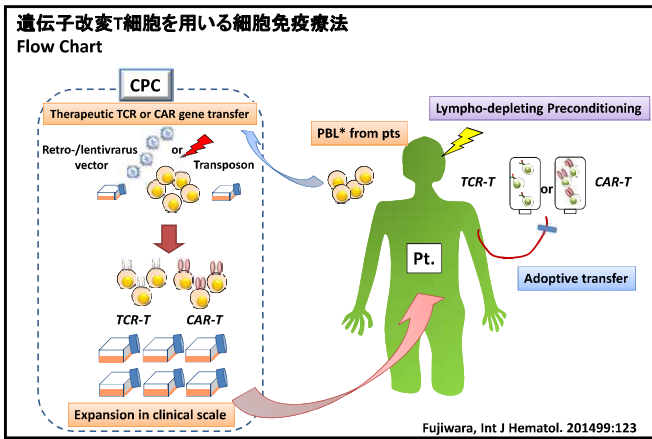 遺伝子改変T細胞を用いる細胞免疫療法
Flow Chart
CPC
Therapeutic TCR or CAR gene transfer
Retro-/lentivrarus
vector
or
Transposon
TCR-T
CAR-T
Expansion in clinical scale
PBL* from pts
Lympho-depleting Preconditioning
TCR-T
or
CAR-T
Pt.
Adoptive transfer
Fujiwara, Int J Hematol. 201499:123